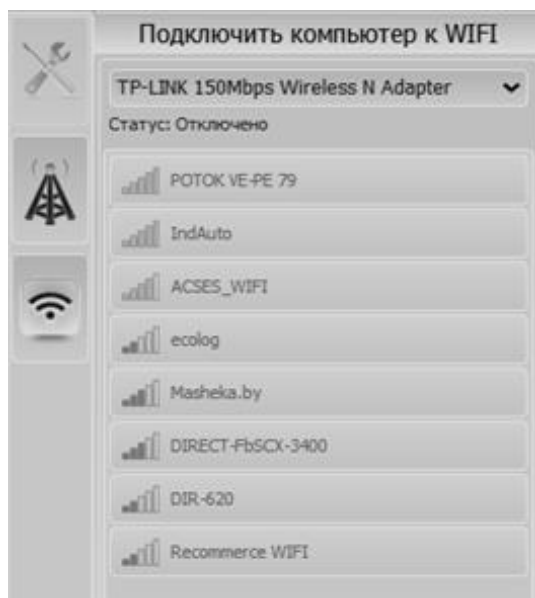 Подключить компьютер к WIFI
TP-LINK 150Mbps Wireless N Adapter
Статус: Отключено
POTOK VE-PE 79
IndAuto
ACSES_WIFI
ecolog
Masheka.by
DIRECT-FbSCX-3400
DIR-620
Recommerce WIFI